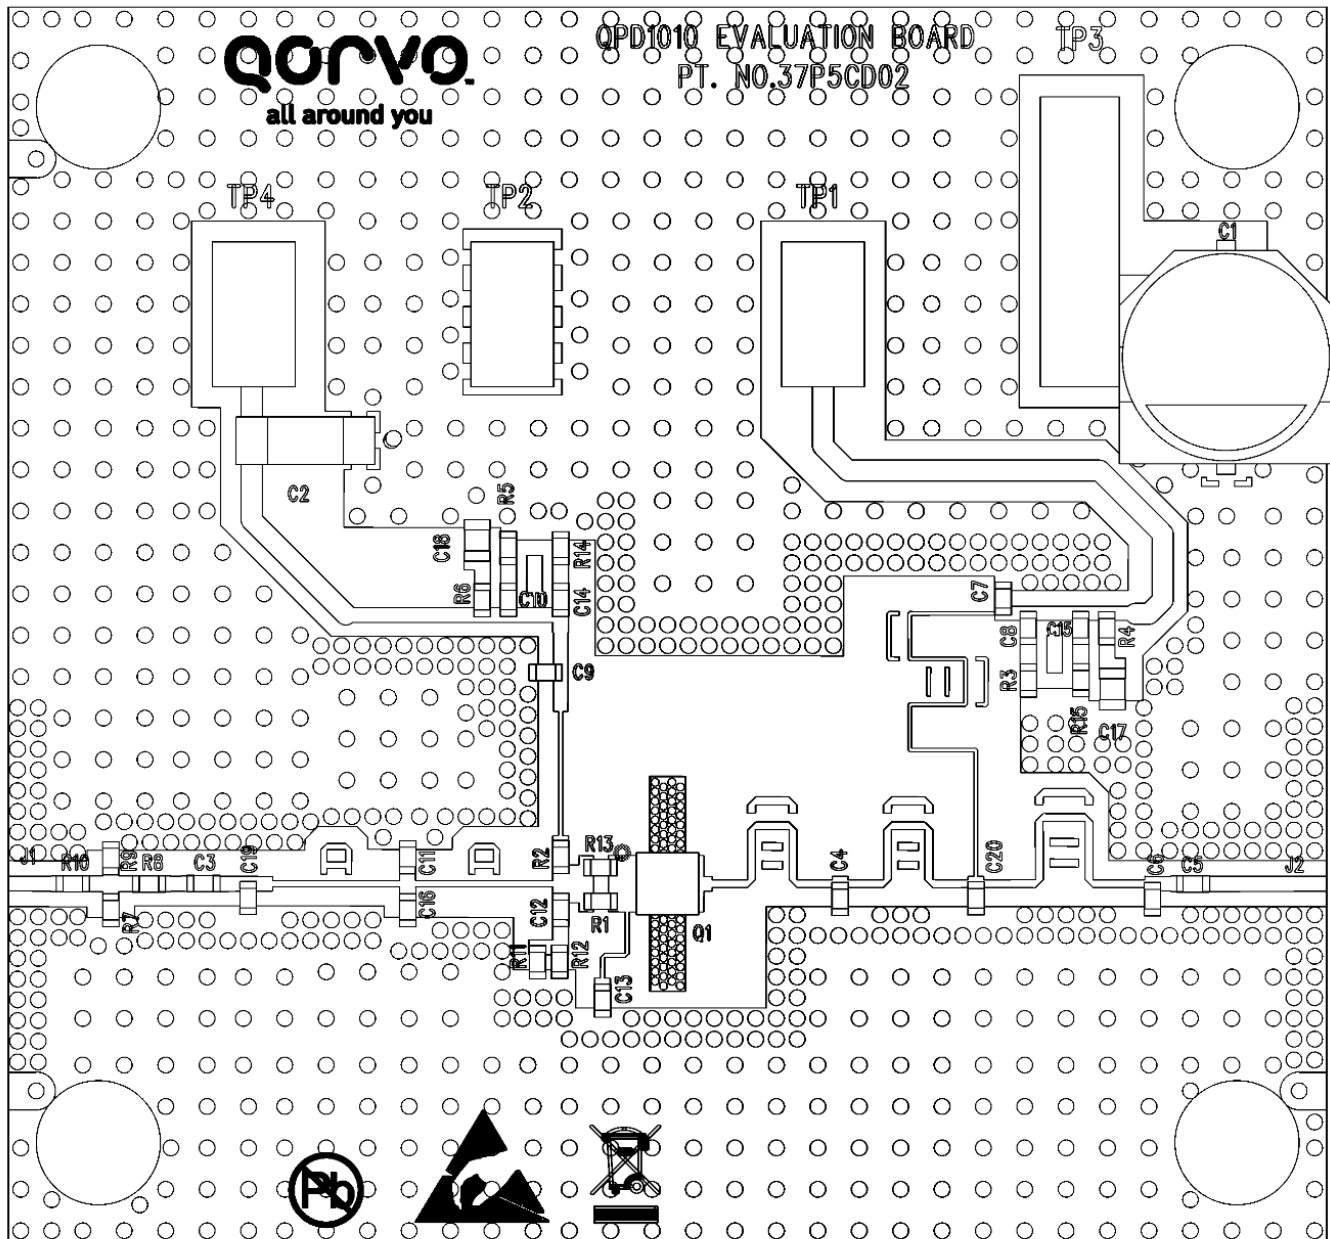 QORVO
QPD1010 EVALUATION BOARD
TP3
PT. NO.37P5CD02
all around you
TP4
TP2
TP1
C1
C2
R5
C18
R14
R6
C10
C14
C7
C8
C15
R4
C9
R3
R15
C17
J1
R10
R9
R8
C3
C19
C11
R2
R13
C4
C20
C6
C5
J2
R7
C16
C12
R1
Q1
R11
R12
C13
Pb